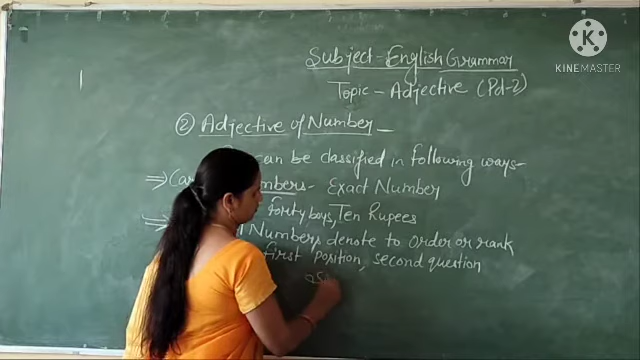 KINEMASTER
Subject-English Grammar
Topic - Adjective (Pd-2)
② Adjective of Number -
can be classified in following ways-
⇒ Car mbers - Exact Number
forty boys, Ten Rupees
Numbers denote to order or rank
first position, second question